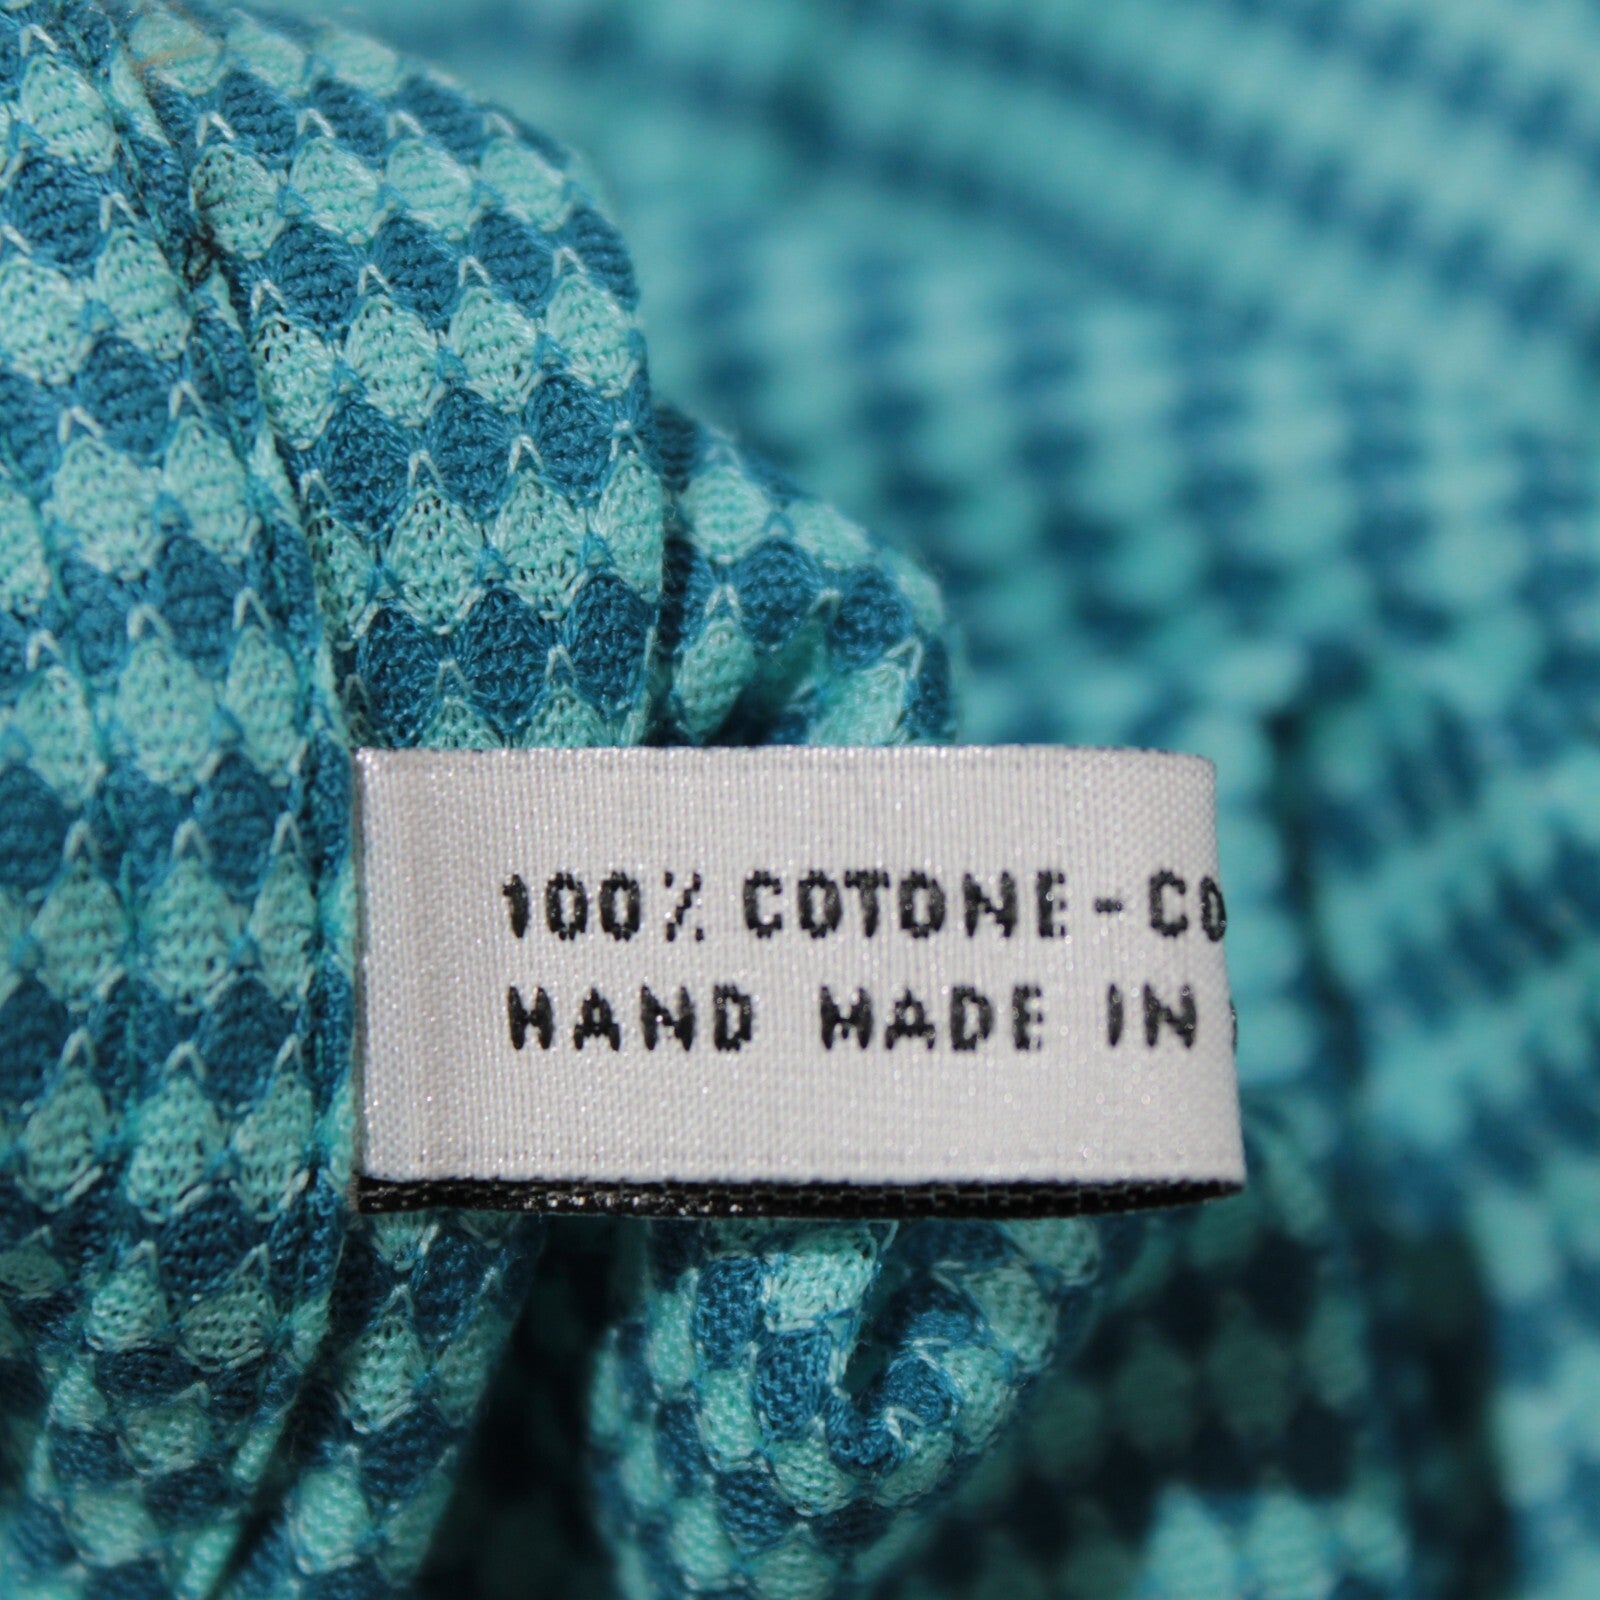 100% COTONE - CO
HAND MADE IN